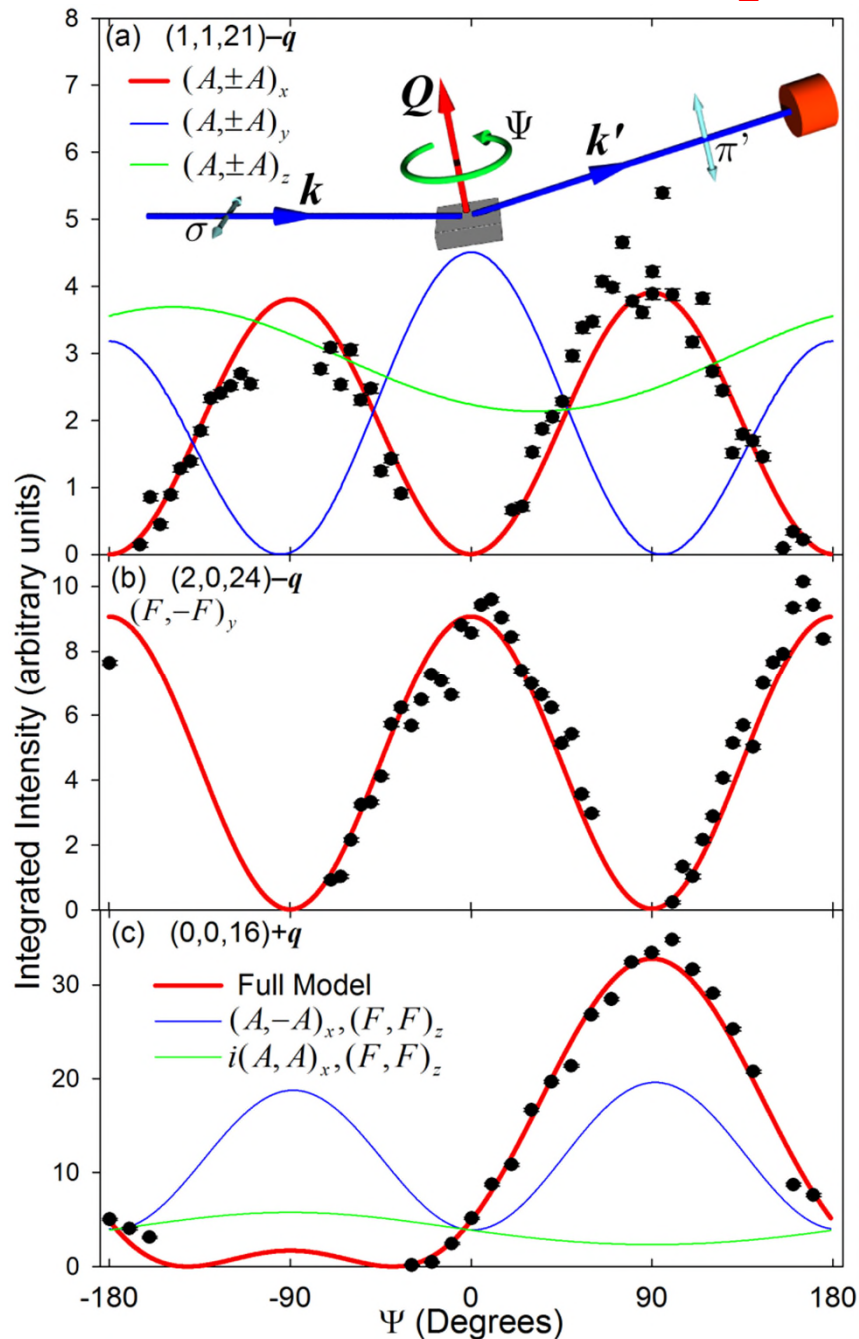 Integrated Intensity (arbitrary units)
8
7
6
5
4
3
2
1
0
(a) (1,1,21)–q
(A,±A)x
(A,±A)y
(A,±A)z
Q
Ψ
k
k'
σ
π'
10
8
6
4
2
0
(b) (2,0,24)–q
(F,−F)y
30
20
10
0
(c) (0,0,16)+q
Full Model
(A,−A)x,(F,F)z
i(A,A)x,(F,F)z
-180 -90 0 90 180
Ψ (Degrees)